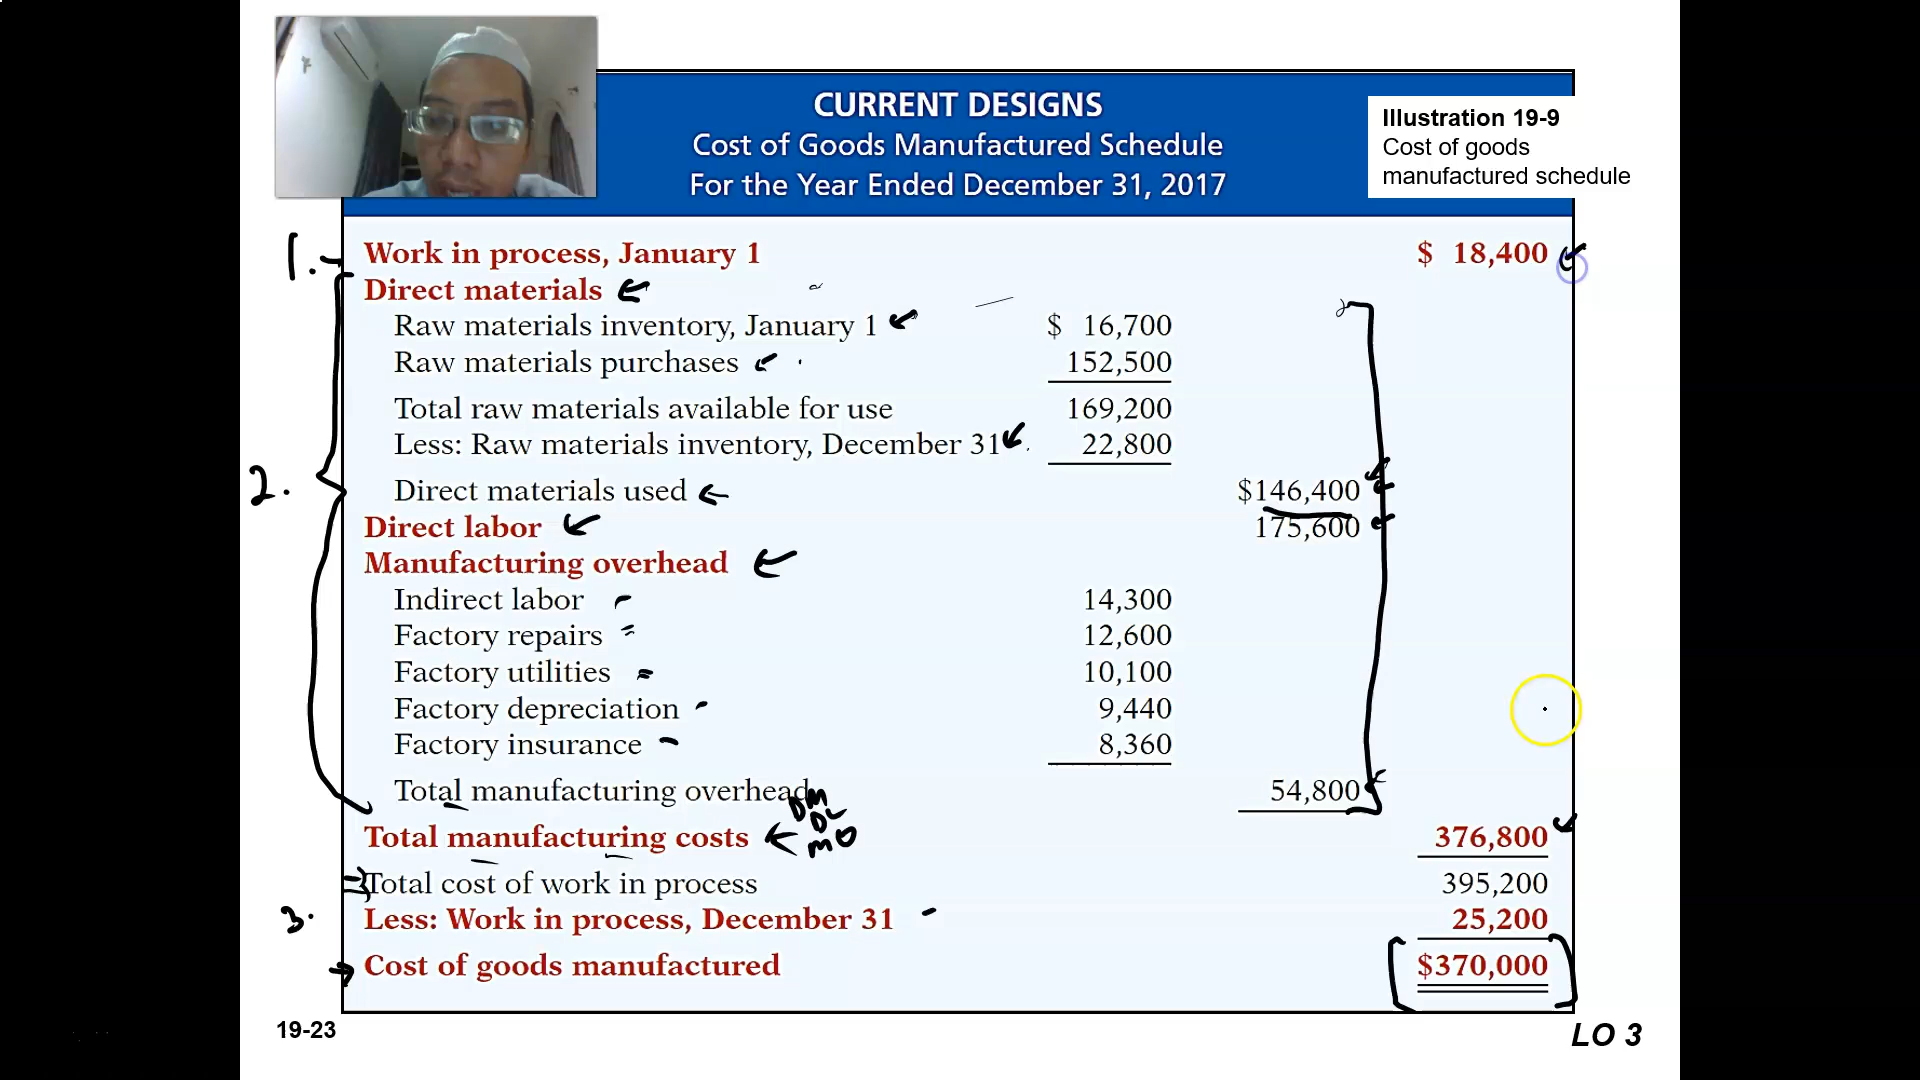 CURRENT DESIGNS
Cost of Goods Manufactured Schedule
For the Year Ended December 31, 2017
Illustration 19-9
Cost of goods
manufactured schedule
1. Work in process, January 1 $ 18,400
Direct materials
Raw materials inventory, January 1 $ 16,700
Raw materials purchases 152,500
Total raw materials available for use 169,200
Less: Raw materials inventory, December 31 22,800
2. Direct materials used $146,400
Direct labor 175,600
Manufacturing overhead
Indirect labor 14,300
Factory repairs 12,600
Factory utilities 10,100
Factory depreciation 9,440
Factory insurance 8,360
Total manufacturing overhead 54,800
DM
DL
MO
Total manufacturing costs 376,800
Total cost of work in process 395,200
3. Less: Work in process, December 31 25,200
Cost of goods manufactured $370,000
19-23
LO 3